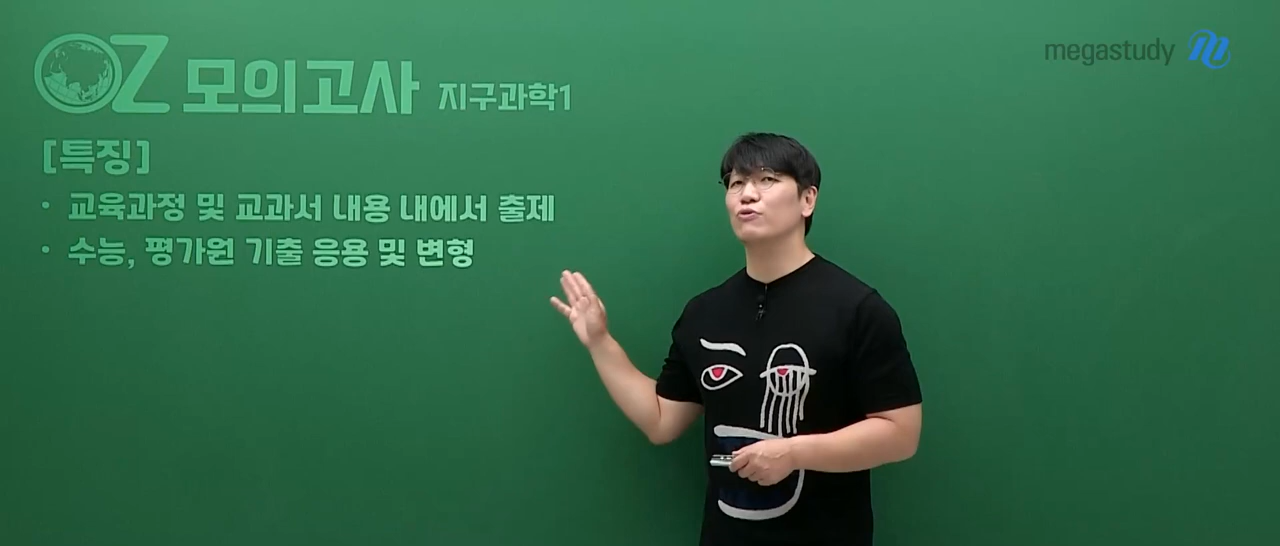 OZ 모의고사 지구과학1
megastudy
[특징]
· 교육과정 및 교과서 내용 내에서 출제
· 수능, 평가원 기출 응용 및 변형